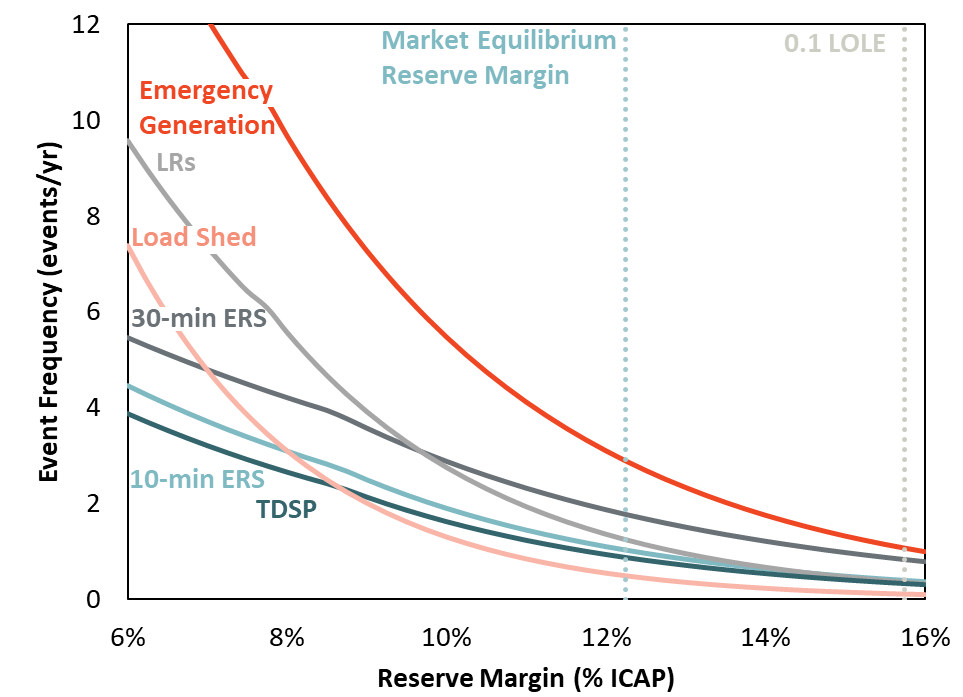 12
Market Equilibrium
Reserve Margin
0.1 LOLE
Emergency
Generation
10
LRs
8
Load Shed
30-min ERS
6
4
10-min ERS
TDSP
2
0
Event Frequency (events/yr)
6%
8%
10%
12%
14%
16%
Reserve Margin (% ICAP)